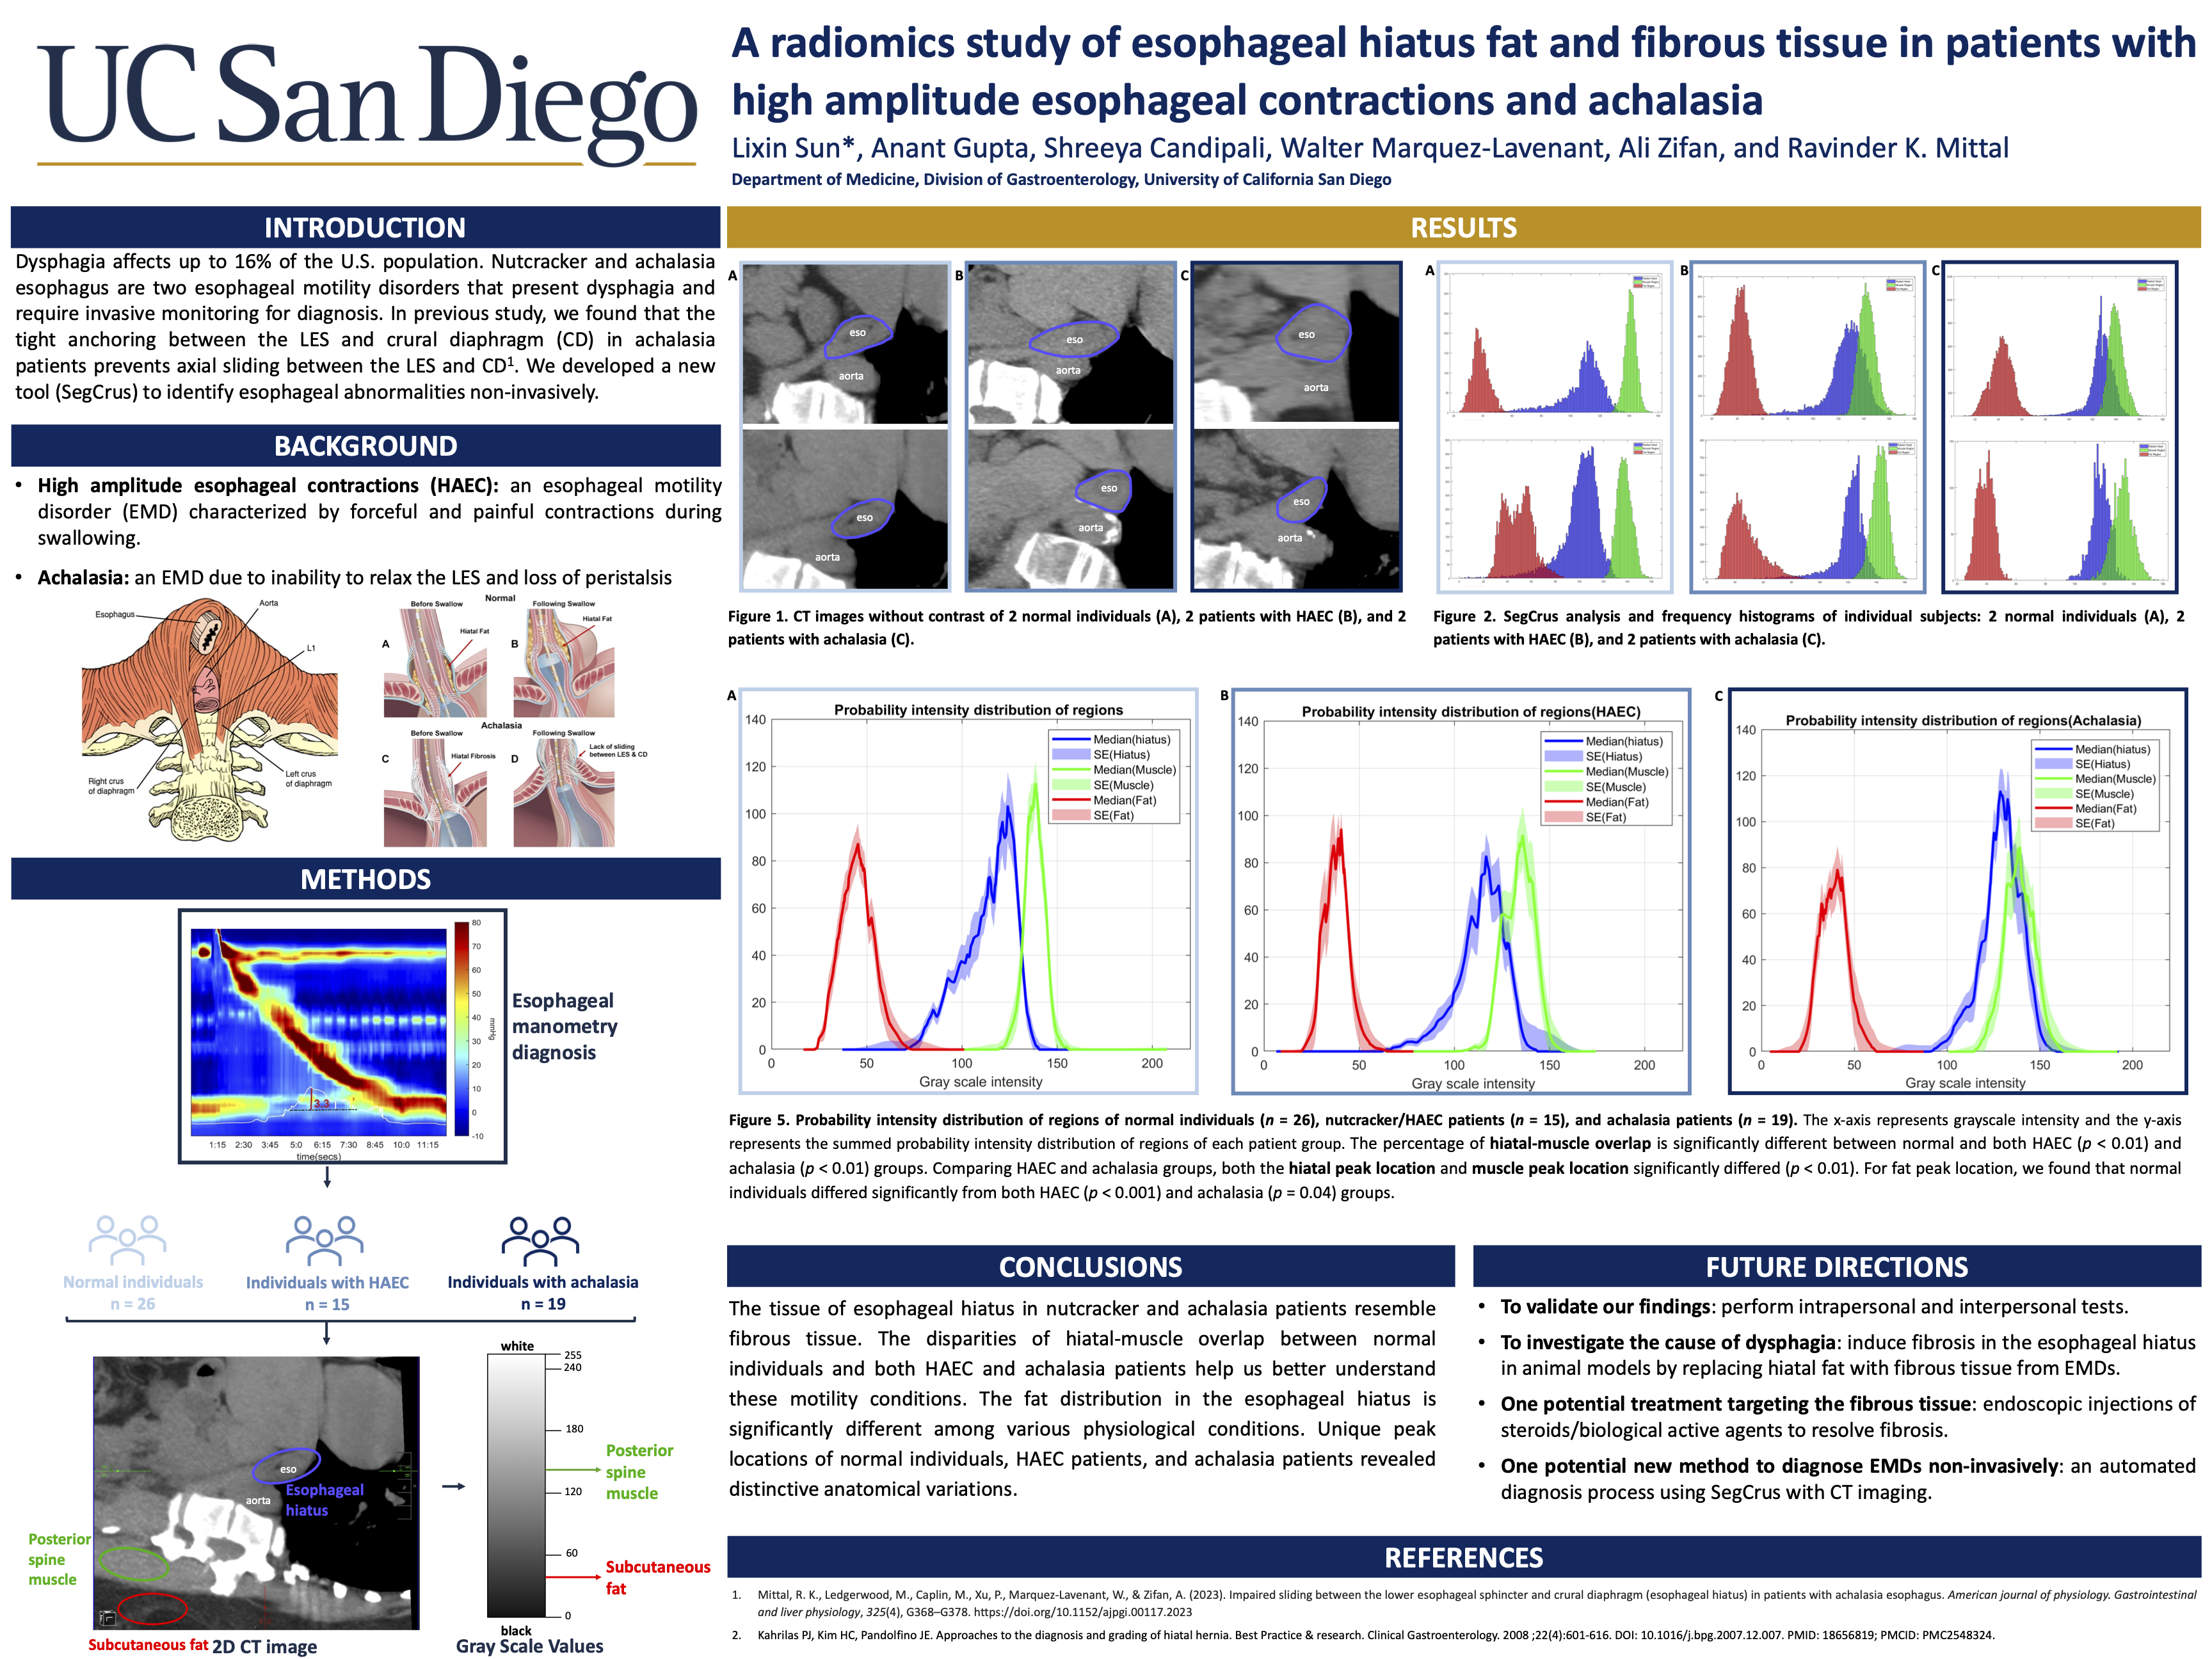 UC San Diego
A radiomics study of esophageal hiatus fat and fibrous tissue in patients with
high amplitude esophageal contractions and achalasia
Lixin Sun*, Anant Gupta, Shreeya Candipali, Walter Marquez-Lavenant, Ali Zifan, and Ravinder K. Mittal
Department of Medicine, Division of Gastroenterology, University of California San Diego
INTRODUCTION
Dysphagia affects up to 16% of the U.S. population. Nutcracker and achalasia
esophagus are two esophageal motility disorders that present dysphagia and
require invasive monitoring for diagnosis. In previous study, we found that the
tight anchoring between the LES and crural diaphragm (CD) in achalasia
patients prevents axial sliding between the LES and CD¹. We developed a new
tool (SegCrus) to identify esophageal abnormalities non-invasively.
BACKGROUND
• High amplitude esophageal contractions (HAEC): an esophageal motility
disorder (EMD) characterized by forceful and painful contractions during
swallowing.
• Achalasia: an EMD due to inability to relax the LES and loss of peristalsis
Esophagus
Aorta
L1
Right crus
of diaphragm
Left crus
of diaphragm
Normal
Before Swallow
Following Swallow
Hiatal Fat
Hiatal Fat
A
B
Achalasia
Before Swallow
Following Swallow
Hiatal Fibrosis
Lack of sliding
between LES & CD
C
D
METHODS
80
70
60
50
40
30
20
10
0
-10
mmHg
3.3
1:15 2:30 3:45 5:0 6:15 7:30 8:45 10:0 11:15
time(secs)
Esophageal
manometry
diagnosis
Normal individuals
n = 26
Individuals with HAEC
n = 15
Individuals with achalasia
n = 19
eso
Esophageal
hiatus
aorta
Posterior
spine
muscle
Subcutaneous fat
2D CT image
white
255
240
180
120
60
0
black
Posterior
spine
muscle
Subcutaneous
fat
Gray Scale Values
RESULTS
A
eso
aorta
eso
aorta
B
eso
aorta
eso
aorta
C
eso
aorta
eso
aorta
Figure 1. CT images without contrast of 2 normal individuals (A), 2 patients with HAEC (B), and 2
patients with achalasia (C).
A
B
C
Figure 2. SegCrus analysis and frequency histograms of individual subjects: 2 normal individuals (A), 2
patients with HAEC (B), and 2 patients with achalasia (C).
A
Probability intensity distribution of regions
140
120
100
80
60
40
20
0
0 50 100 150 200
Gray scale intensity
Median(hiatus)
SE(Hiatus)
Median(Muscle)
SE(Muscle)
Median(Fat)
SE(Fat)
B
Probability intensity distribution of regions(HAEC)
140
120
100
80
60
40
20
0
0 50 100 150 200
Gray scale intensity
Median(hiatus)
SE(Hiatus)
Median(Muscle)
SE(Muscle)
Median(Fat)
SE(Fat)
C
Probability intensity distribution of regions(Achalasia)
140
120
100
80
60
40
20
0
0 50 100 150 200
Gray scale intensity
Median(hiatus)
SE(Hiatus)
Median(Muscle)
SE(Muscle)
Median(Fat)
SE(Fat)
Figure 5. Probability intensity distribution of regions of normal individuals (n = 26), nutcracker/HAEC patients (n = 15), and achalasia patients (n = 19). The x-axis represents grayscale intensity and the y-axis
represents the summed probability intensity distribution of regions of each patient group. The percentage of hiatal-muscle overlap is significantly different between normal and both HAEC (p < 0.01) and
achalasia (p < 0.01) groups. Comparing HAEC and achalasia groups, both the hiatal peak location and muscle peak location significantly differed (p < 0.01). For fat peak location, we found that normal
individuals differed significantly from both HAEC (p < 0.001) and achalasia (p = 0.04) groups.
CONCLUSIONS
The tissue of esophageal hiatus in nutcracker and achalasia patients resemble
fibrous tissue. The disparities of hiatal-muscle overlap between normal
individuals and both HAEC and achalasia patients help us better understand
these motility conditions. The fat distribution in the esophageal hiatus is
significantly different among various physiological conditions. Unique peak
locations of normal individuals, HAEC patients, and achalasia patients revealed
distinctive anatomical variations.
FUTURE DIRECTIONS
• To validate our findings: perform intrapersonal and interpersonal tests.
• To investigate the cause of dysphagia: induce fibrosis in the esophageal hiatus
in animal models by replacing hiatal fat with fibrous tissue from EMDs.
• One potential treatment targeting the fibrous tissue: endoscopic injections of
steroids/biological active agents to resolve fibrosis.
• One potential new method to diagnose EMDs non-invasively: an automated
diagnosis process using SegCrus with CT imaging.
REFERENCES
1. Mittal, R. K., Ledgerwood, M., Caplin, M., Xu, P., Marquez-Lavenant, W., & Zifan, A. (2023). Impaired sliding between the lower esophageal sphincter and crural diaphragm (esophageal hiatus) in patients with achalasia esophagus. American journal of physiology. Gastrointestinal
and liver physiology, 325(4), G368–G378. https://doi.org/10.1152/ajpgi.00117.2023
2. Kahrilas PJ, Kim HC, Pandolfino JE. Approaches to the diagnosis and grading of hiatal hernia. Best Practice & research. Clinical Gastroenterology. 2008 ;22(4):601-616. DOI: 10.1016/j.bpg.2007.12.007. PMID: 18656819; PMCID: PMC2548324.